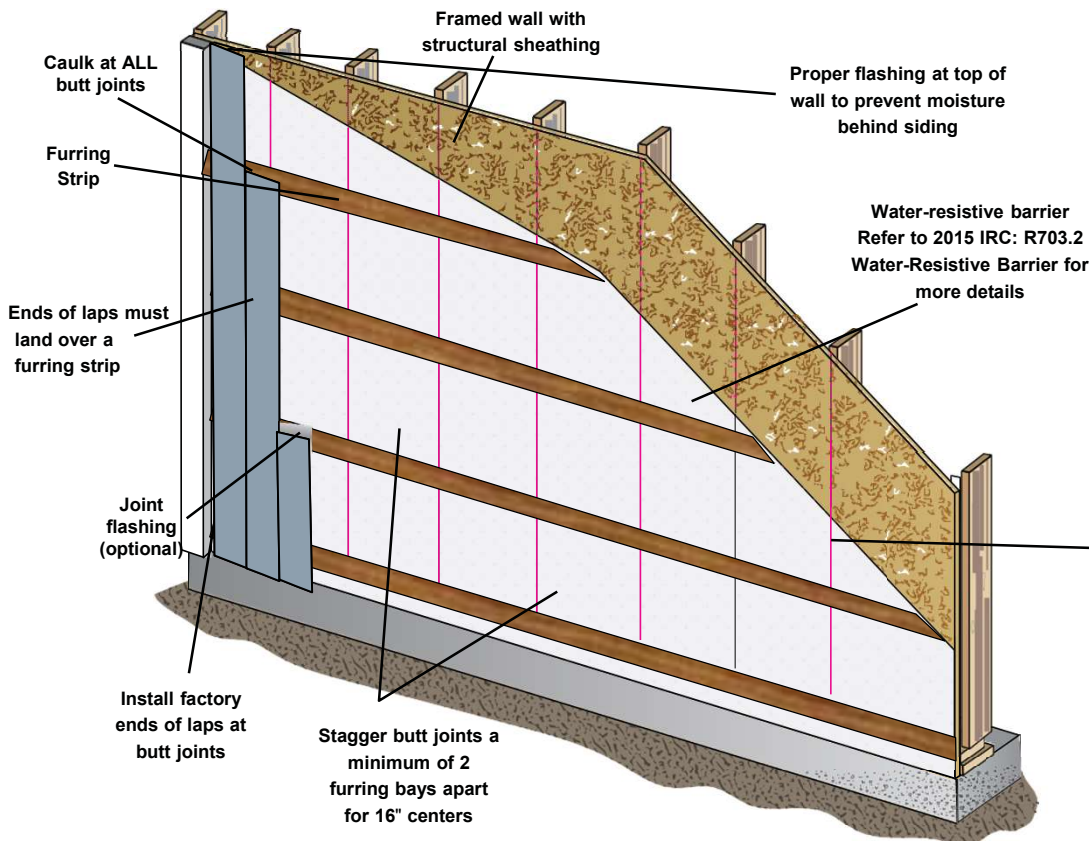 Framed wall with
structural sheathing
Caulk at ALL
butt joints
Proper flashing at top of
wall to prevent moisture
behind siding
Furring
Strip
Water-resistive barrier
Refer to 2015 IRC: R703.2
Water-Resistive Barrier for
more details
Ends of laps must
land over a
furring strip
Joint
flashing
(optional)
Install factory
ends of laps at
butt joints
Stagger butt joints a
minimum of 2
furring bays apart
for 16" centers